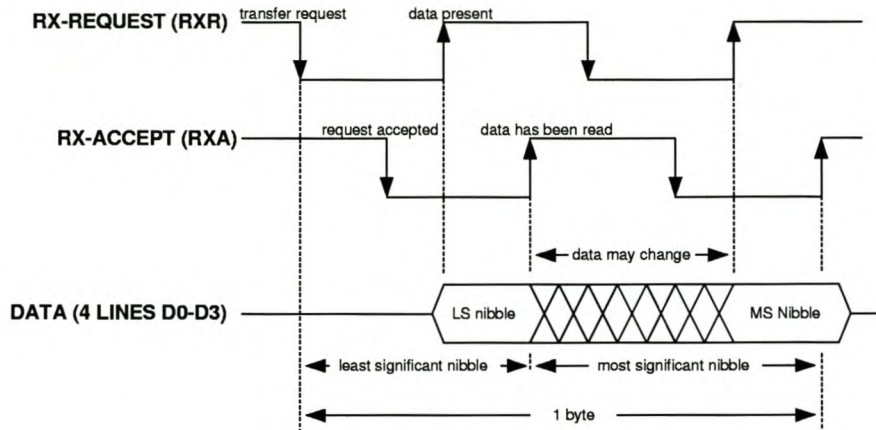 RX-REQUEST (RXR)
transfer request
data present
RX-ACCEPT (RXA)
request accepted
data has been read
data may change
DATA (4 LINES D0-D3)
LS nibble
MS Nibble
least significant nibble
most significant nibble
1 byte